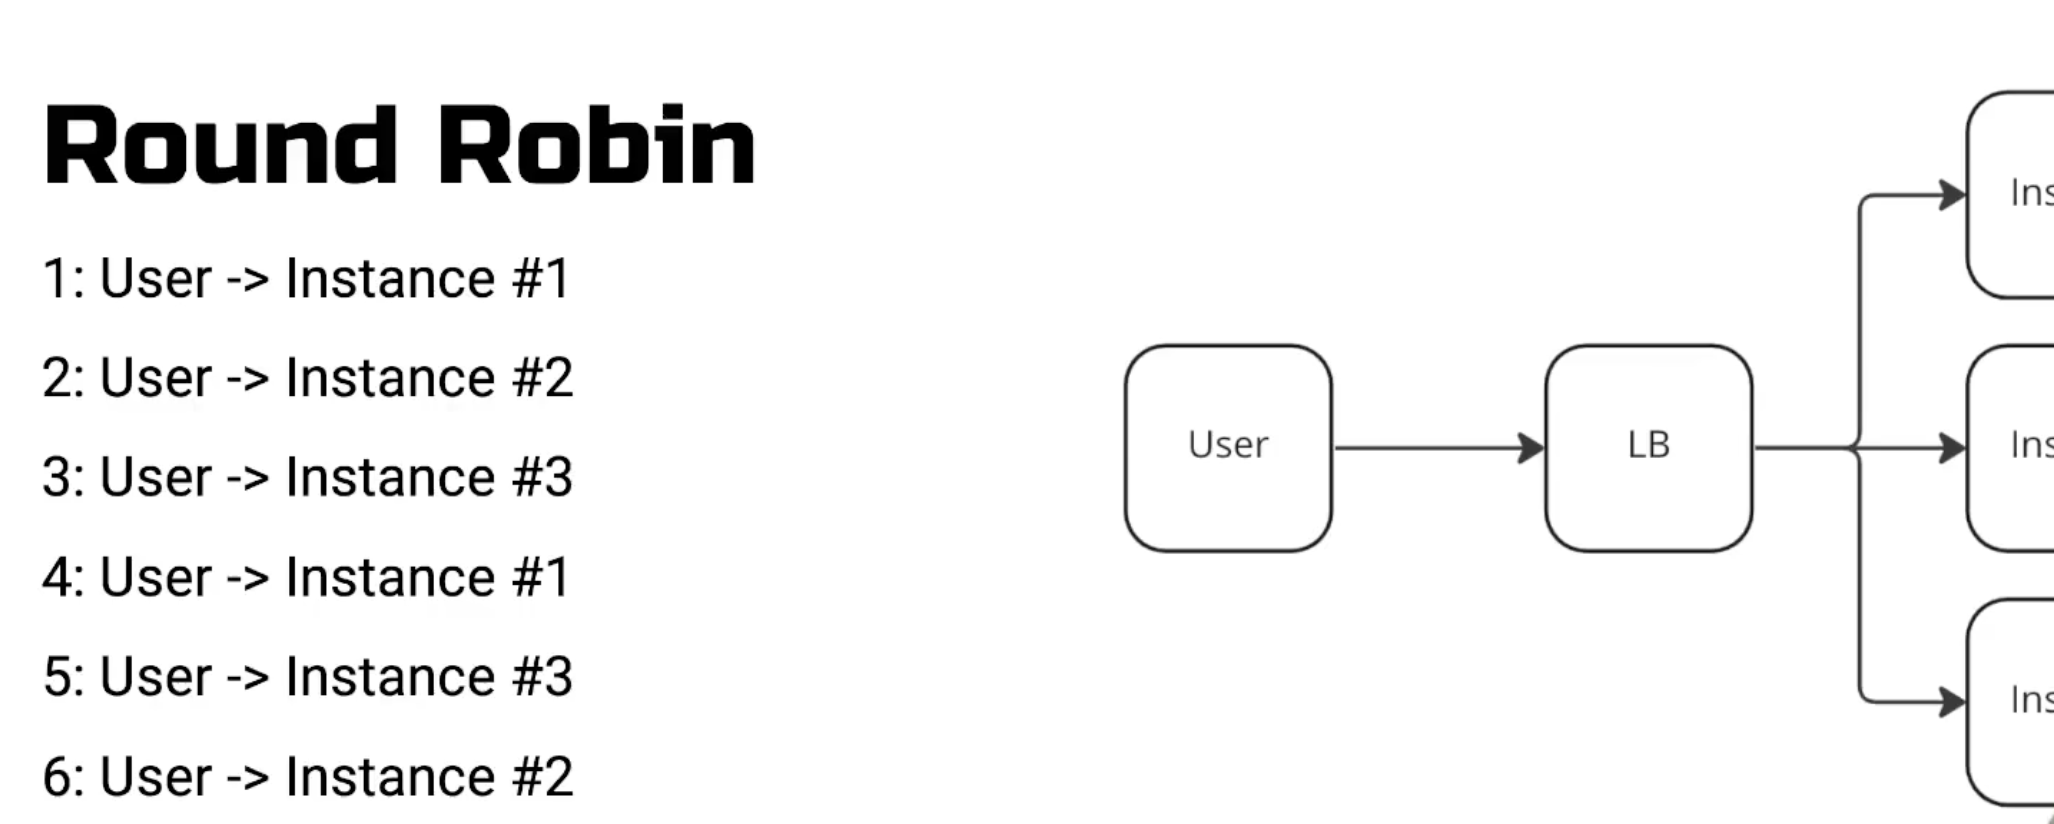 Round Robin
1: User -> Instance #1
2: User -> Instance #2
3: User -> Instance #3
4: User -> Instance #1
5: User -> Instance #3
6: User -> Instance #2
User
LB
Ins
Ins
Ins